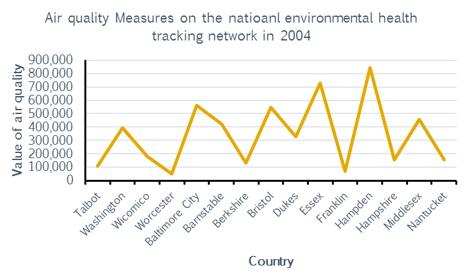 Air quality Measures on the natioanl environmental health
tracking network in 2004
Value of air quality
900,000
800,000
700,000
600,000
500,000
400,000
300,000
200,000
100,000
0
Talbot
Washington
Wicomico
Worcester
Baltimore City
Barnstable
Berkshire
Bristol
Dukes
Essex
Franklin
Hampden
Hampshire
Middlesex
Nantucket
Country